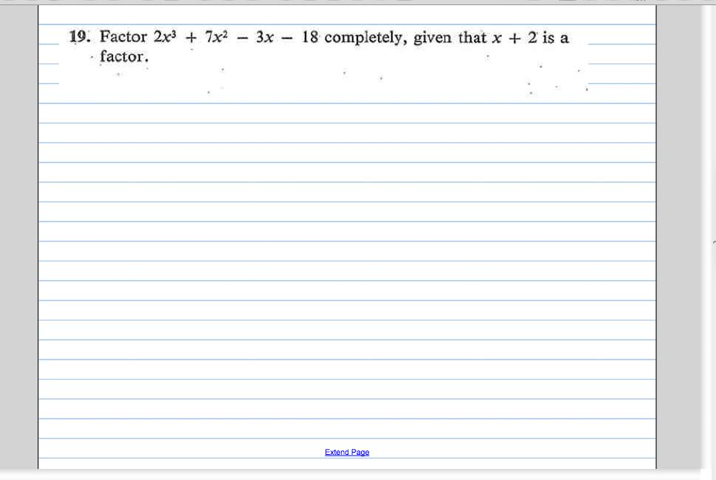 19. Factor 2x³ + 7x² − 3x − 18 completely, given that x + 2 is a
factor.
Extend Page